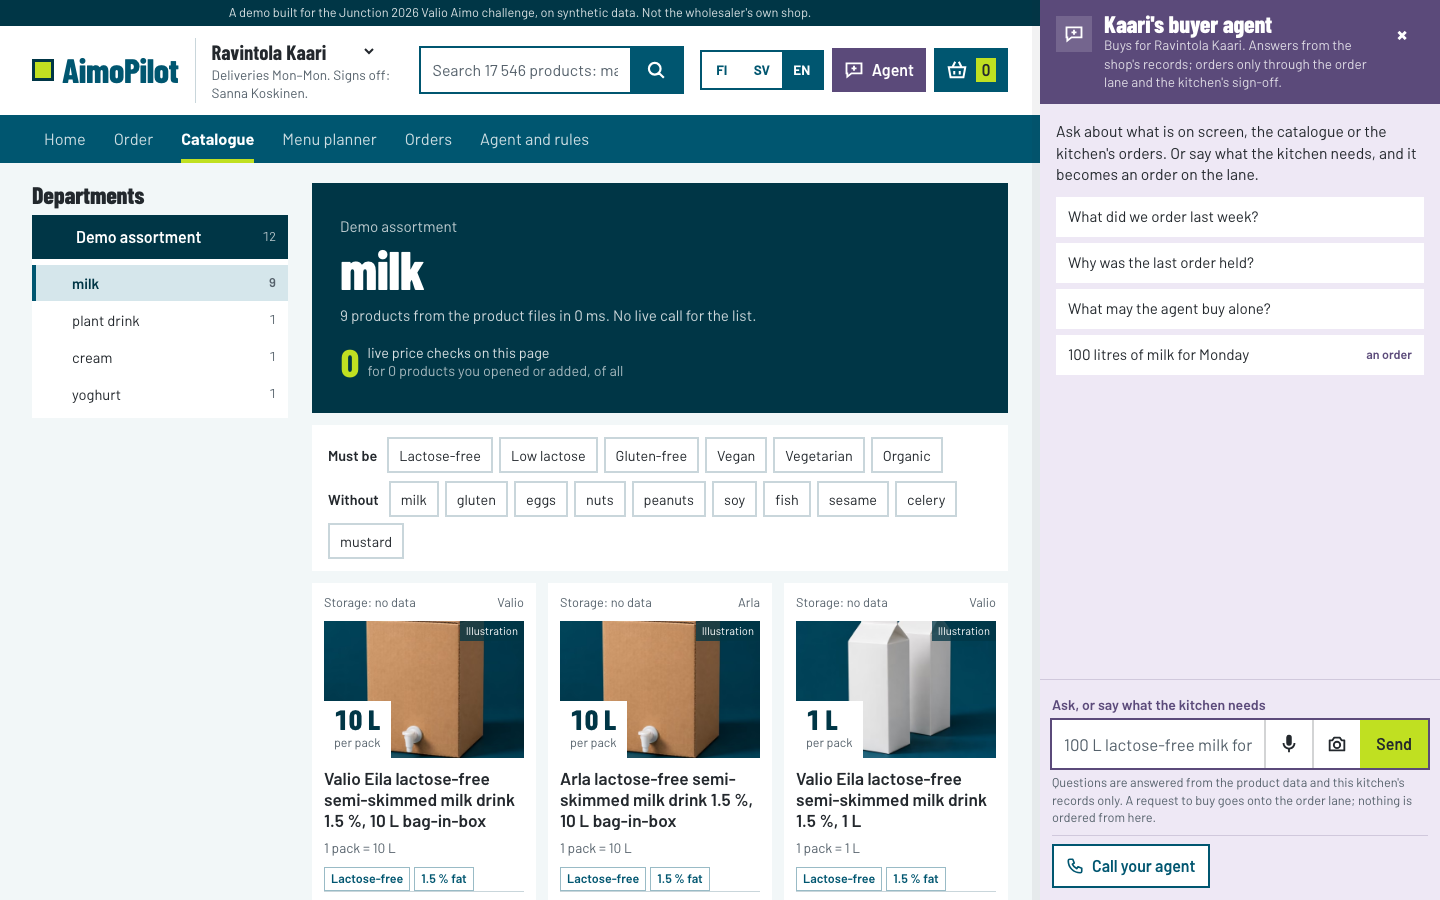 A demo built for the Junction 2026 Valio Aimo challenge, on synthetic data. Not the wholesaler's own shop.
AimoPilot
Ravintola Kaari
Deliveries Mon–Mon. Signs off:
Sanna Koskinen.
Search 17 546 products: ma
FI
SV
EN
Agent
0
Home
Order
Catalogue
Menu planner
Orders
Agent and rules
Departments
Demo assortment 12
milk 9
plant drink 1
cream 1
yoghurt 1
Demo assortment
milk
9 products from the product files in 0 ms. No live call for the list.
0
live price checks on this page
for 0 products you opened or added, of all
Must be
Lactose-free
Low lactose
Gluten-free
Vegan
Vegetarian
Organic
Without
milk
gluten
eggs
nuts
peanuts
soy
fish
sesame
celery
mustard
Storage: no data Valio
Illustration
10 L
per pack
Valio Eila lactose-free
semi-skimmed milk drink
1.5 %, 10 L bag-in-box
1 pack = 10 L
Lactose-free
1.5 % fat
Storage: no data Arla
Illustration
10 L
per pack
Arla lactose-free semi-
skimmed milk drink 1.5 %,
10 L bag-in-box
1 pack = 10 L
Lactose-free
1.5 % fat
Storage: no data Valio
Illustration
1 L
per pack
Valio Eila lactose-free
semi-skimmed milk drink
1.5 %, 1 L
1 pack = 1 L
Lactose-free
1.5 % fat
Kaari's buyer agent
Buys for Ravintola Kaari. Answers from the
shop's records; orders only through the order
lane and the kitchen's sign-off.
Ask about what is on screen, the catalogue or the
kitchen's orders. Or say what the kitchen needs, and it
becomes an order on the lane.
What did we order last week?
Why was the last order held?
What may the agent buy alone?
100 litres of milk for Monday an order
Ask, or say what the kitchen needs
100 L lactose-free milk for
Send
Questions are answered from the product data and this kitchen's
records only. A request to buy goes onto the order lane; nothing is
ordered from here.
Call your agent